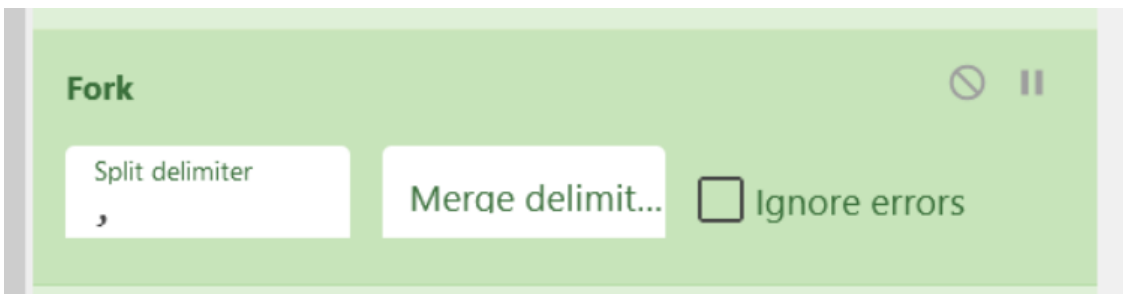 Fork
Split delimiter
,
Merge delimit...
Ignore errors